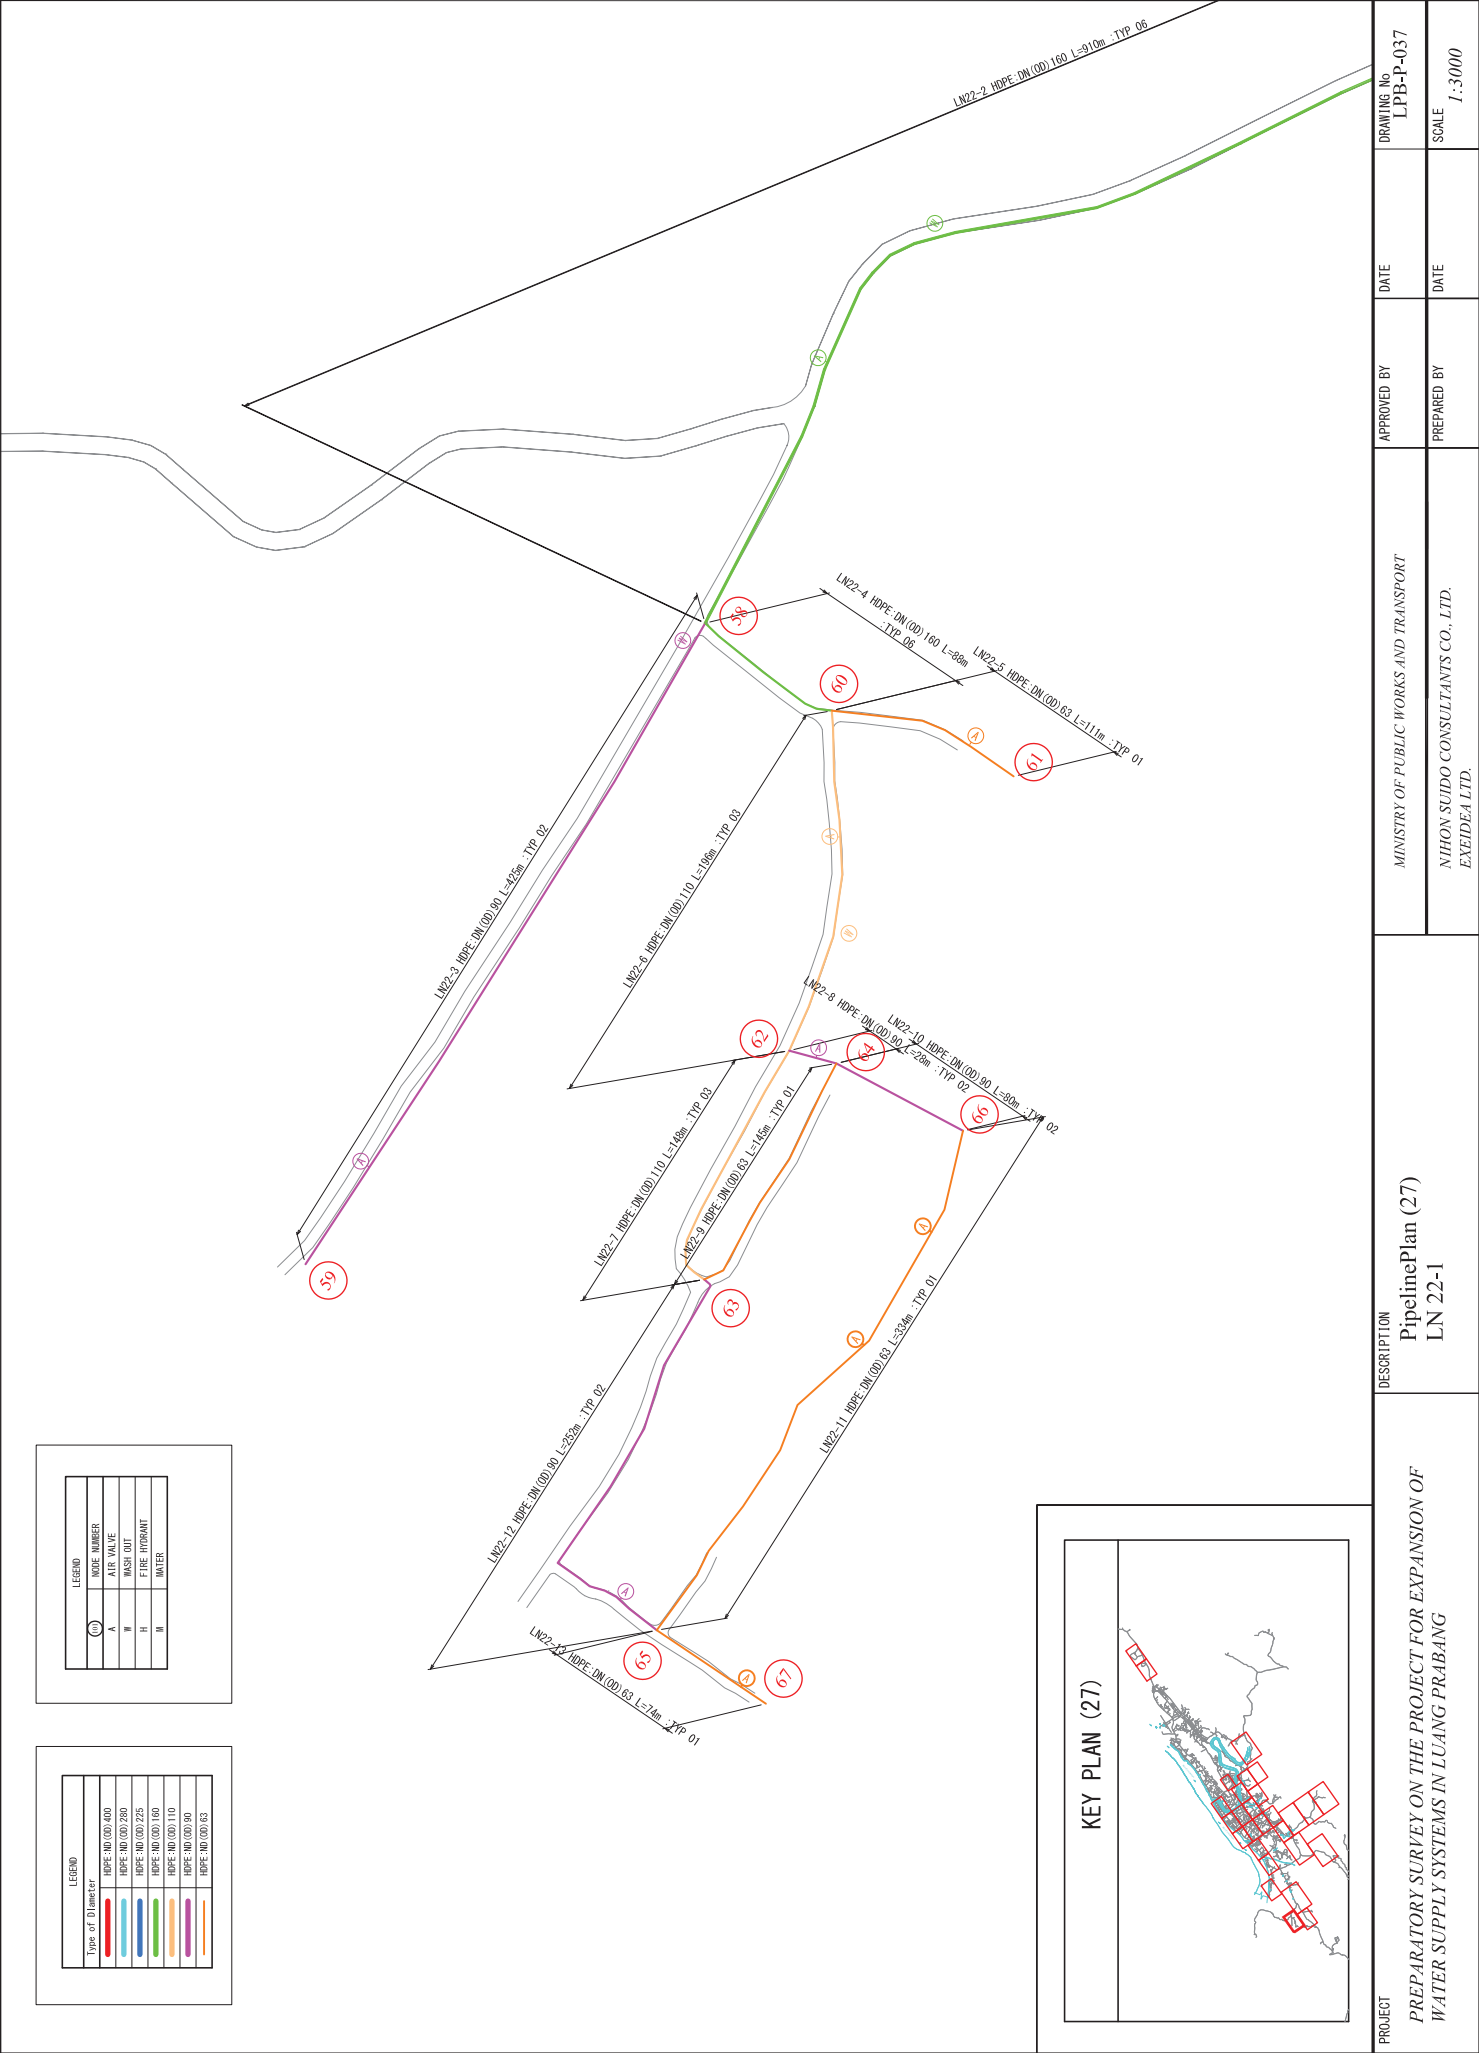 LEGEND
Type of Diameter
HDPE:ND(OD)400
HDPE:ND(OD)280
HDPE:ND(OD)225
HDPE:ND(OD)160
HDPE:ND(OD)110
HDPE:ND(OD)90
HDPE:ND(OD)63
LEGEND
101 NODE NUMBER
A AIR VALVE
W WASH OUT
H FIRE HYDRANT
M MATER
LN22-2 HDPE:DN(OD)160 L=910m :TYP 06
LN22-3 HDPE:DN(OD)90 L=425m :TYP 02
LN22-4 HDPE:DN(OD)160 L=88m
:TYP 06
LN22-5 HDPE:DN(OD)63 L=111m :TYP 01
LN22-6 HDPE:DN(OD)110 L=196m :TYP 03
LN22-7 HDPE:DN(OD)110 L=148m :TYP 03
LN22-8 HDPE:DN(OD)90 L=28m :TYP 02
LN22-9 HDPE:DN(OD)63 L=145m :TYP 01
LN22-10 HDPE:DN(OD)90 L=80m :TYP 02
LN22-11 HDPE:DN(OD)63 L=334m :TYP 01
LN22-12 HDPE:DN(OD)90 L=252m :TYP 02
LN22-13 HDPE:DN(OD)63 L=74m :TYP 01
58
59
60
61
62
63
64
65
66
67
W
A
W
A
A
A
W
A
A
A
A
A
KEY PLAN (27)
PROJECT
PREPARATORY SURVEY ON THE PROJECT FOR EXPANSION OF
WATER SUPPLY SYSTEMS IN LUANG PRABANG
DESCRIPTION
PipelinePlan (27)
LN 22-1
MINISTRY OF PUBLIC WORKS AND TRANSPORT
NIHON SUIDO CONSULTANTS CO., LTD.
EXEIDEA LTD.
APPROVED BY
DATE
DRAWING No
LPB-P-037
PREPARED BY
DATE
SCALE
1:3000